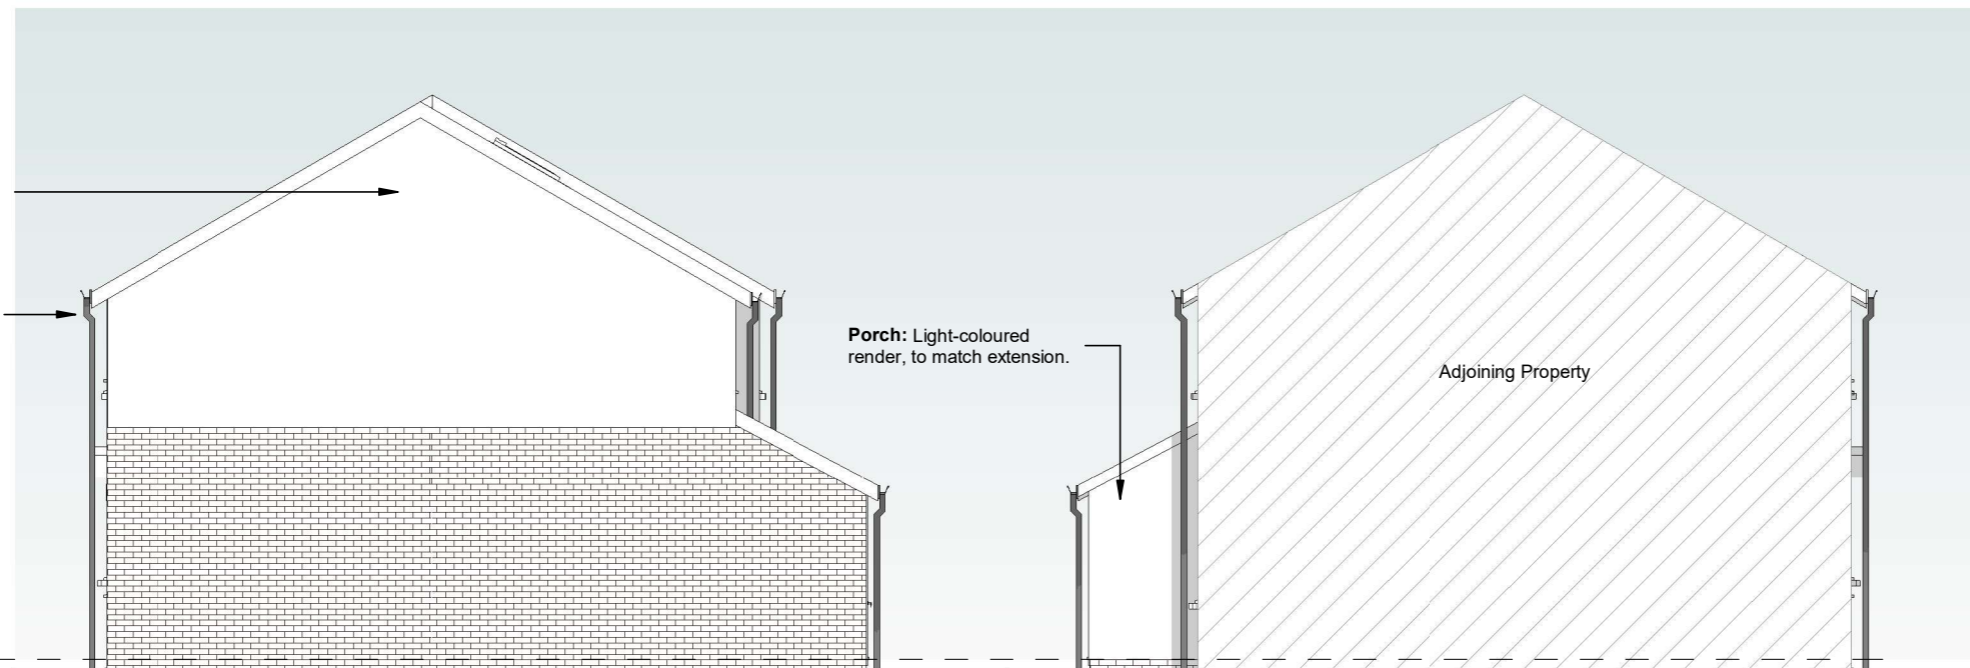 Porch: Light-coloured
render, to match extension.
Adjoining Property